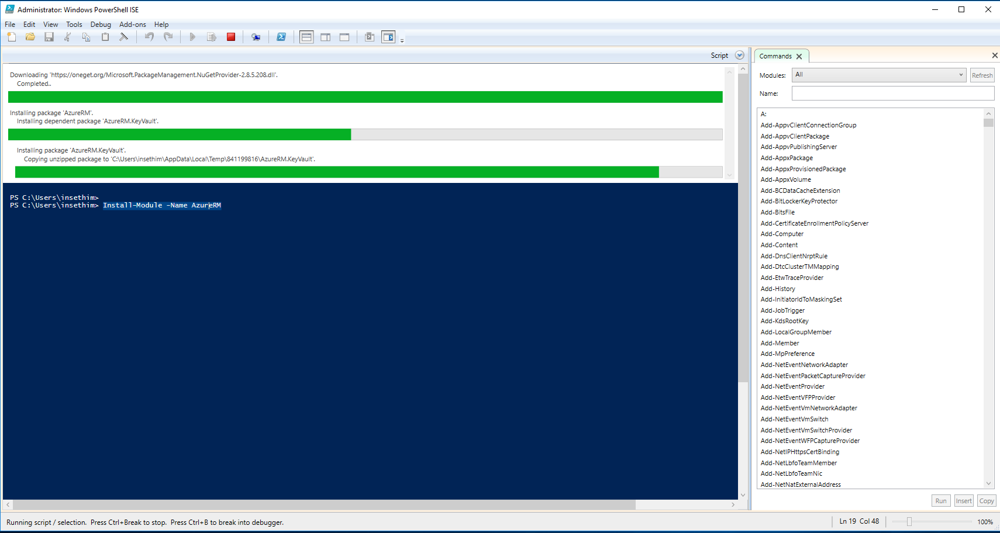 Administrator: Windows PowerShell ISE
File Edit View Tools Debug Add-ons Help
Script
Downloading 'https://oneget.org/Microsoft.PackageManagement.NuGetProvider-2.8.5.208.dll'.
Completed..
Installing package 'AzureRM'.
Installing dependent package 'AzureRM.KeyVault'.
Installing package 'AzureRM.KeyVault'.
Copying unzipped package to 'C:\Users\insethim\AppData\Local\Temp\841199816\AzureRM.KeyVault'.
PS C:\Users\insethim>
PS C:\Users\insethim> Install-Module -Name AzureRM
Commands
Modules: All Refresh
Name:
A:
Add-AppvClientConnectionGroup
Add-AppvClientPackage
Add-AppvPublishingServer
Add-AppxPackage
Add-AppxProvisionedPackage
Add-AppxVolume
Add-BCDataCacheExtension
Add-BitLockerKeyProtector
Add-BitsFile
Add-CertificateEnrollmentPolicyServer
Add-Computer
Add-Content
Add-DnsClientNrptRule
Add-DtcClusterTMMapping
Add-EtwTraceProvider
Add-History
Add-InitiatorIdToMaskingSet
Add-JobTrigger
Add-KdsRootKey
Add-LocalGroupMember
Add-Member
Add-MpPreference
Add-NetEventNetworkAdapter
Add-NetEventPacketCaptureProvider
Add-NetEventProvider
Add-NetEventVFPProvider
Add-NetEventVmNetworkAdapter
Add-NetEventVmSwitch
Add-NetEventVmSwitchProvider
Add-NetEventWFPCaptureProvider
Add-NetIPHttpsCertBinding
Add-NetLbfoTeamMember
Add-NetLbfoTeamNic
Add-NetNatExternalAddress
Run Insert Copy
Running script / selection. Press Ctrl+Break to stop. Press Ctrl+B to break into debugger.
Ln 19 Col 48
100%